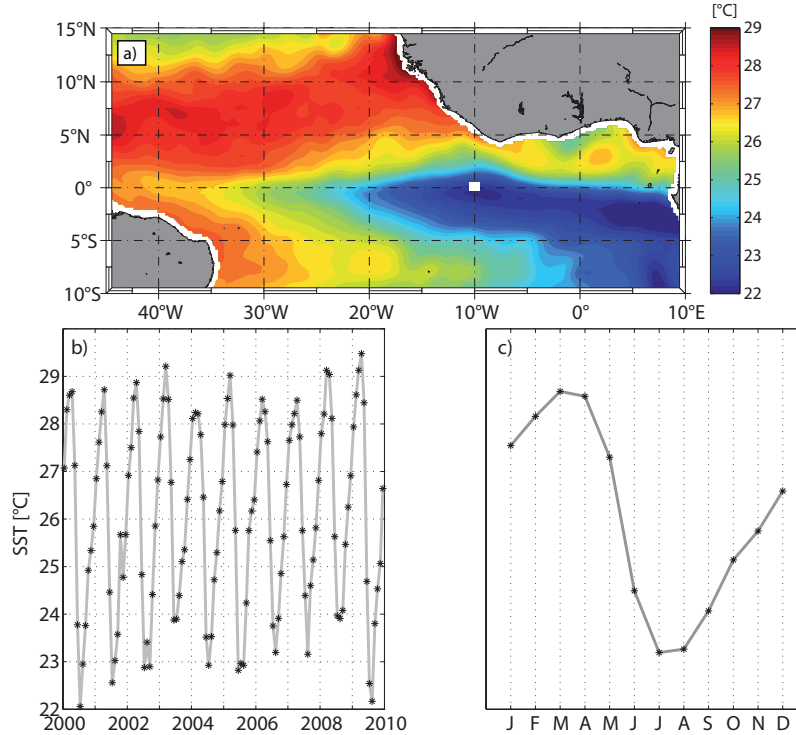 [°C]
15°N
a)
29
10°N
28
27
5°N
26
0°
25
24
5°S
23
10°S
22
40°W 30°W 20°W 10°W 0° 10°E
b)
c)
29
28
27
26
SST [°C]
25
24
23
22
2000 2002 2004 2006 2008 2010
J F M A M J J A S O N D